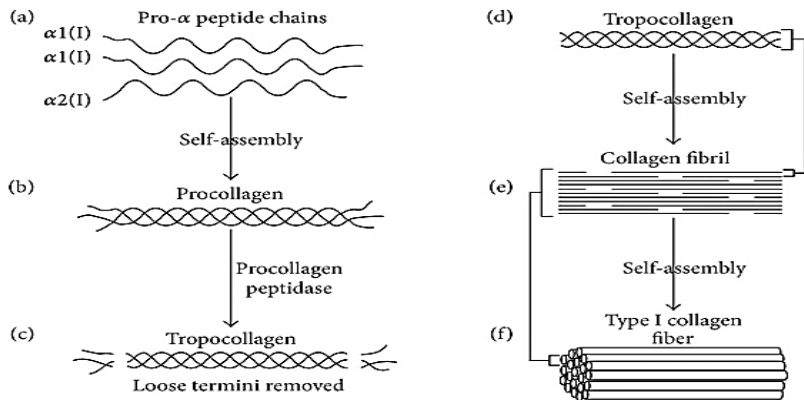 (a)
Pro-α peptide chains
α1(I)
α1(I)
α2(I)
Self-assembly
(b)
Procollagen
Procollagen
peptidase
(c)
Tropocollagen
Loose termini removed
(d)
Tropocollagen
Self-assembly
Collagen fibril
(e)
Self-assembly
(f)
Type I collagen
fiber